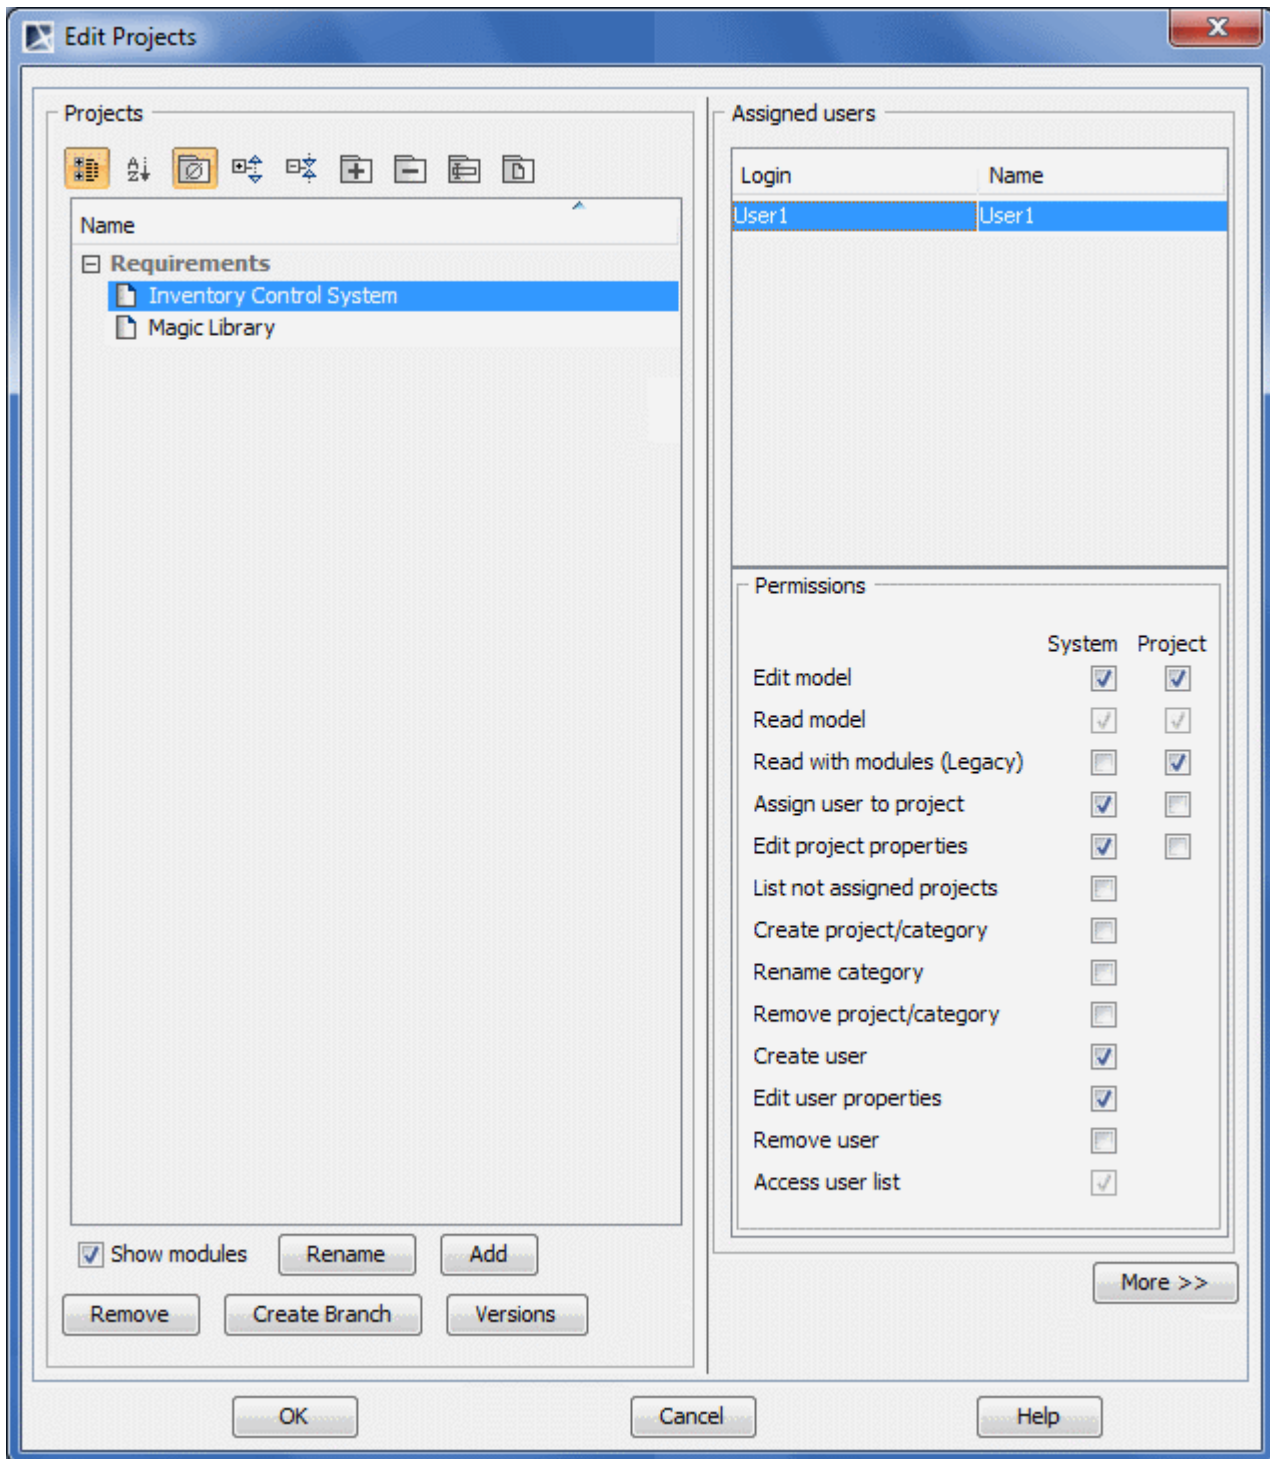 Edit Projects
Projects
Name
Requirements
Inventory Control System
Magic Library
Show modules Rename Add
Remove Create Branch Versions
Assigned users
Login Name
User1 User1
Permissions
System Project
Edit model
Read model
Read with modules (Legacy)
Assign user to project
Edit project properties
List not assigned projects
Create project/category
Rename category
Remove project/category
Create user
Edit user properties
Remove user
Access user list
More >>
OK Cancel Help